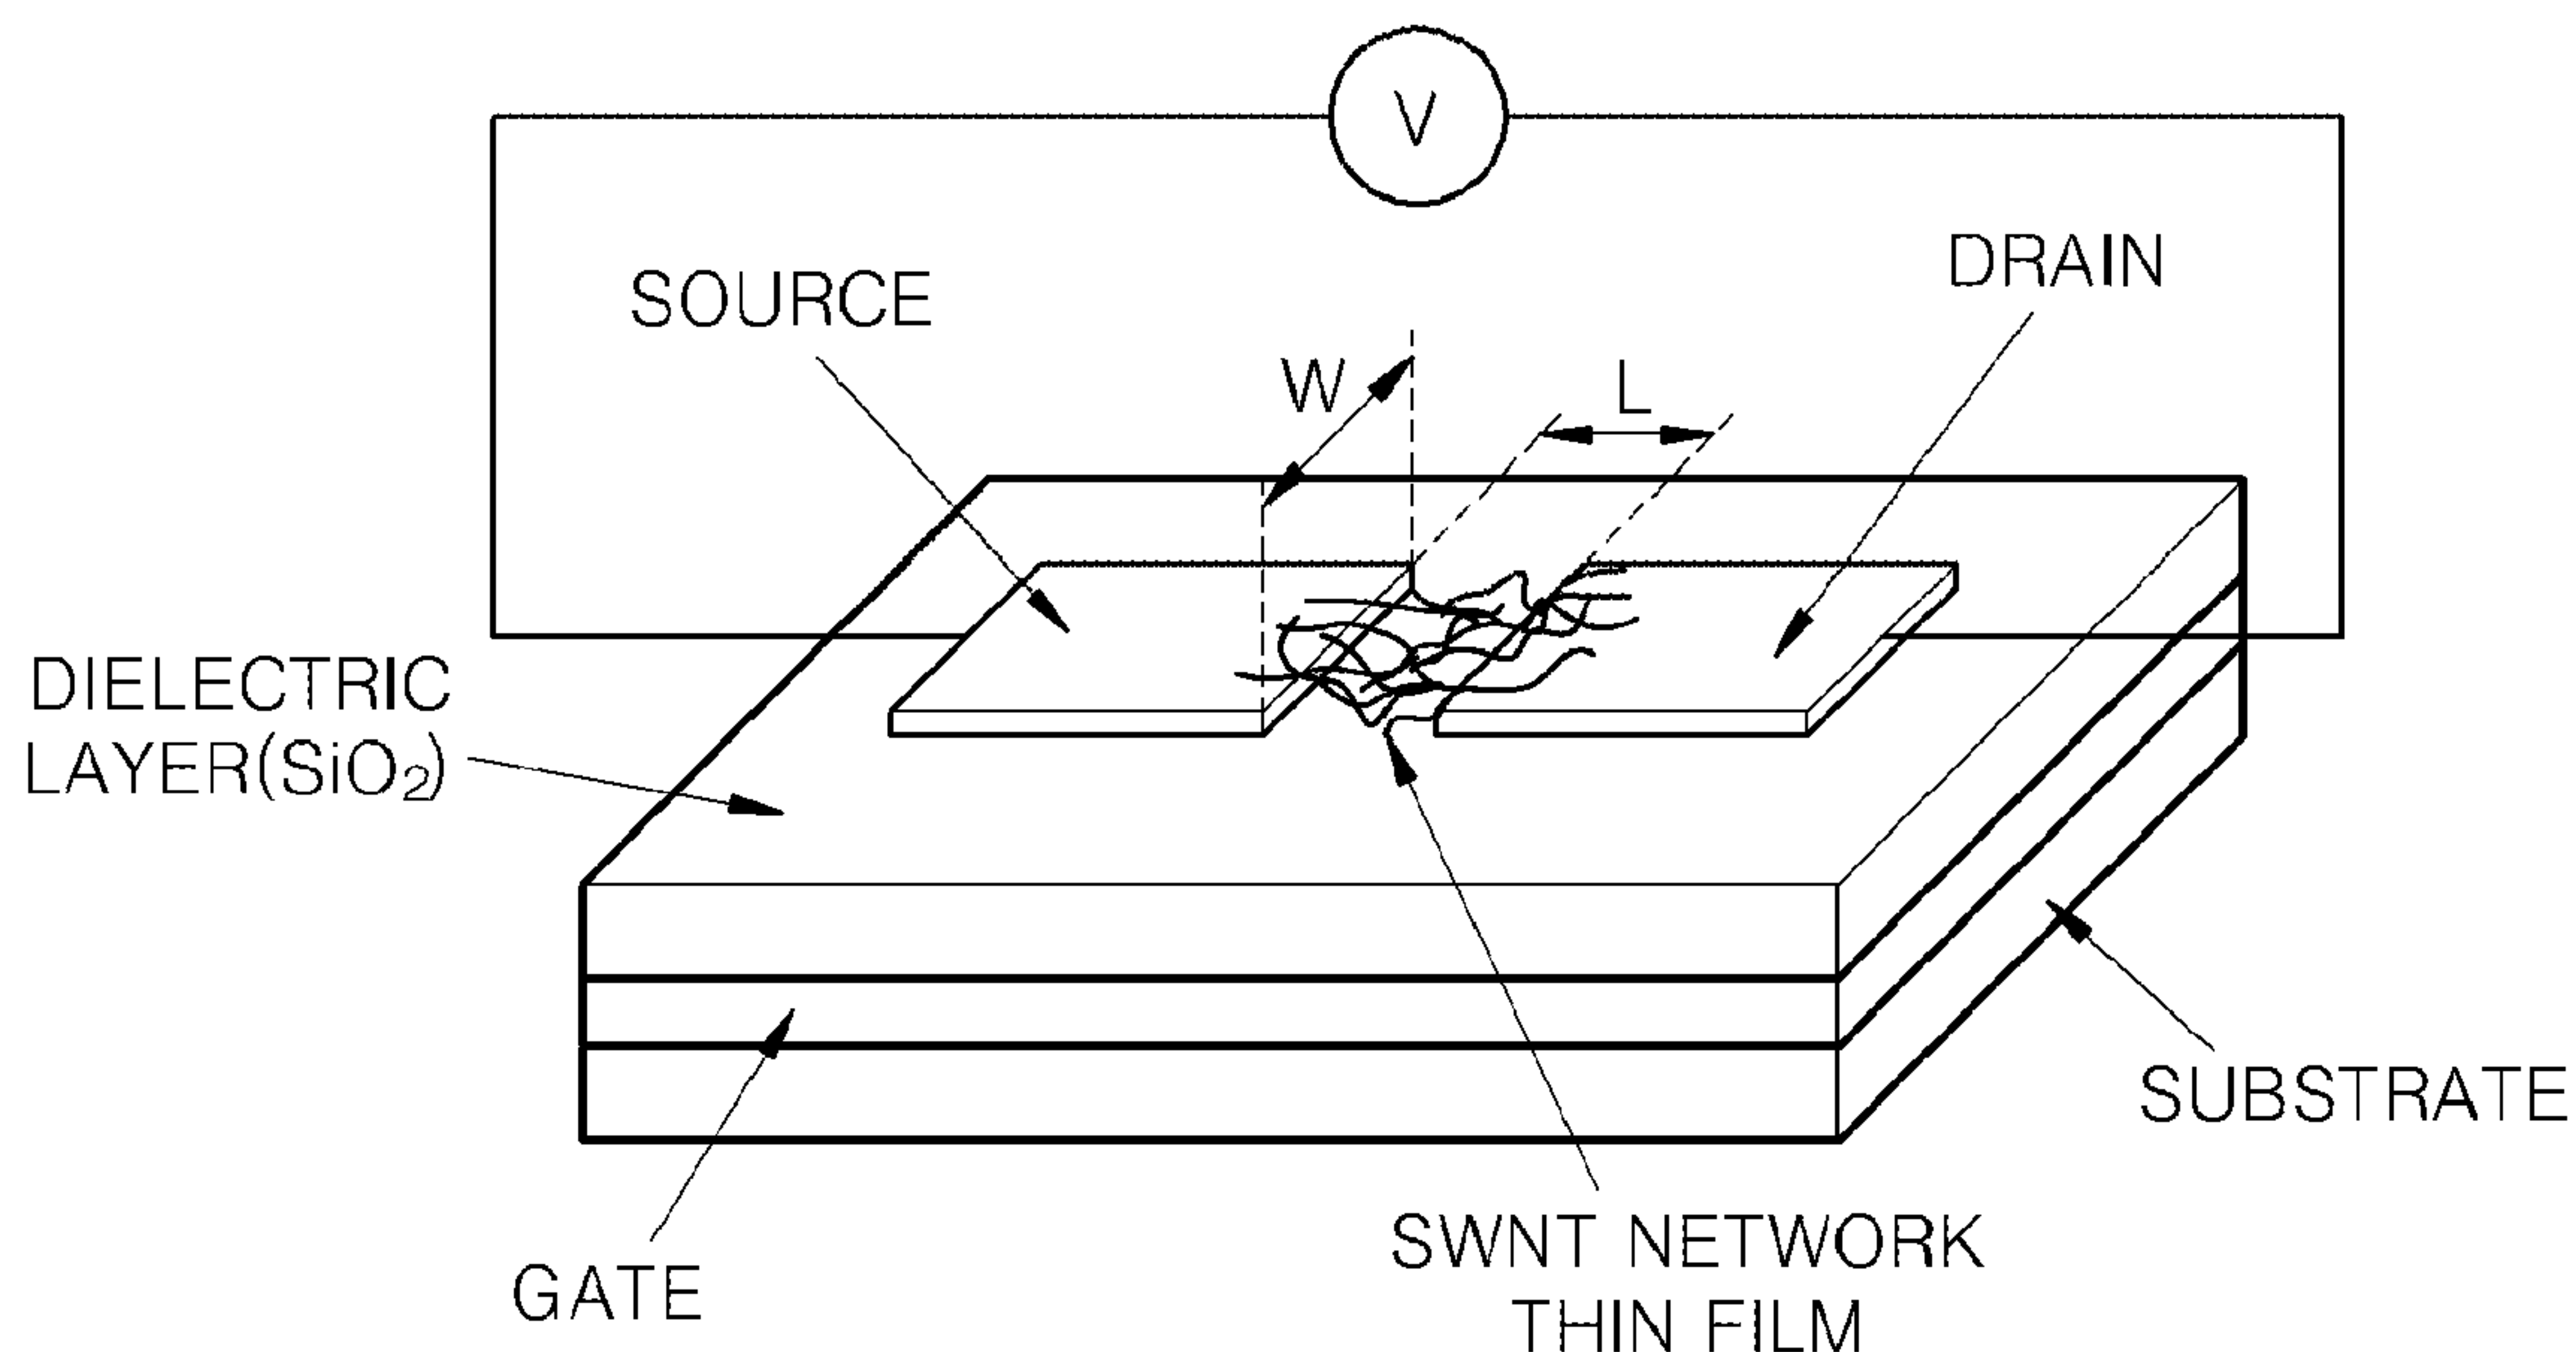 V
DRAIN
SOURCE
W
L
DIELECTRIC
LAYER(SiO₂)
SUBSTRATE
SWNT NETWORK
THIN FILM
GATE